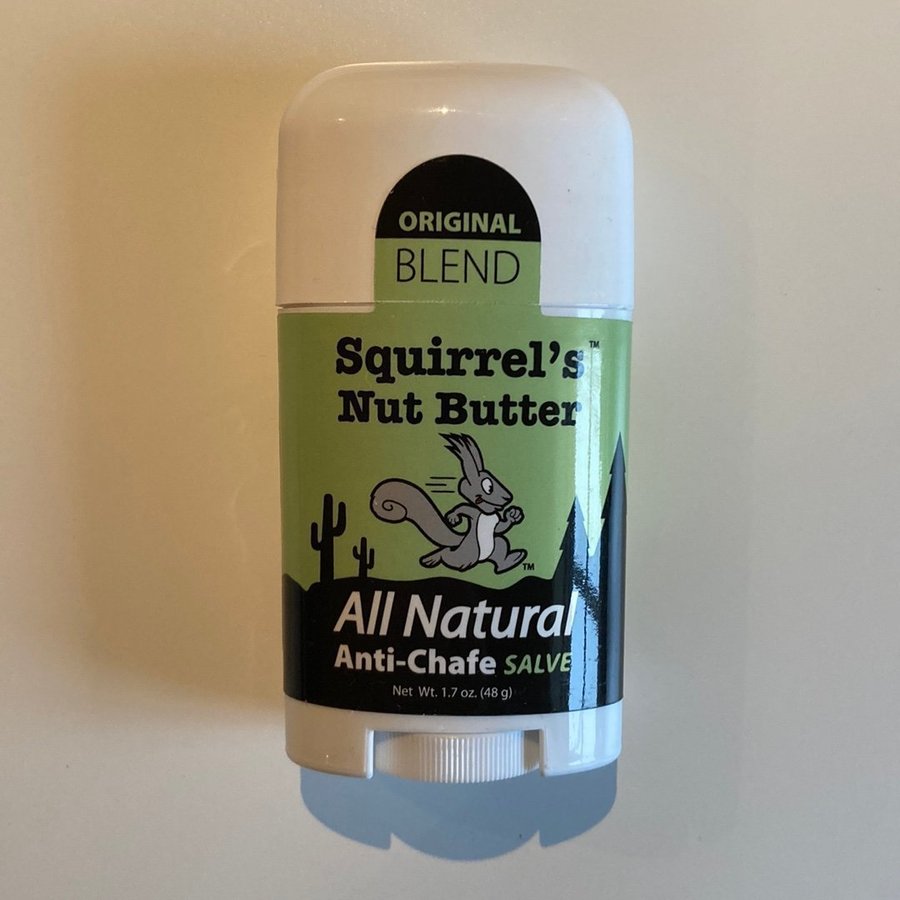 ORIGINAL
BLEND
Squirrel's™
Nut Butter
™
All Natural
Anti-Chafe SALVE
Net Wt. 1.7 oz. (48 g)